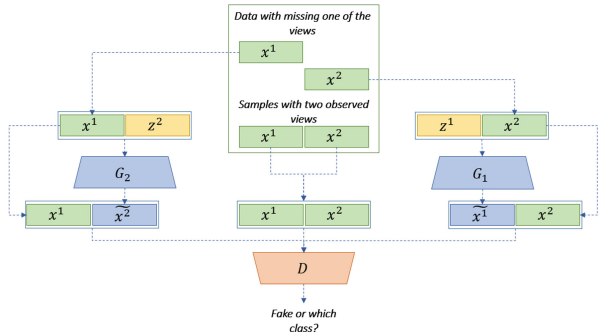 Data with missing one of the
views
x¹
x²
Samples with two observed
views
x¹ x²
x¹ z²
z¹ x²
G₂
G₁
x¹ x̃²
x¹ x²
x̃¹ x²
D
Fake or which
class?